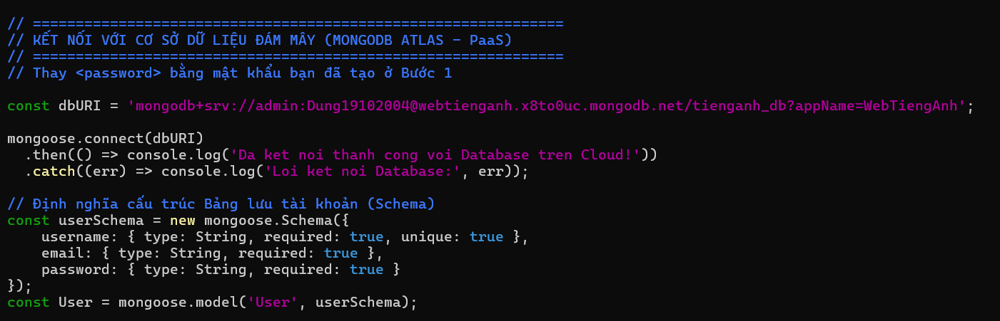 // ==============================================================
// KẾT NỐI VỚI CƠ SỞ DỮ LIỆU ĐÁM MÂY (MONGODB ATLAS - PaaS)
// ==============================================================
// Thay <password> bằng mật khẩu bạn đã tạo ở Bước 1

const dbURI = 'mongodb+srv://admin:Dung19102004@webtienganh.x8to0uc.mongodb.net/tienganh_db?appName=WebTiengAnh';

mongoose.connect(dbURI)
  .then(() => console.log('Da ket noi thanh cong voi Database tren Cloud!'))
  .catch((err) => console.log('Loi ket noi Database:', err));

// Định nghĩa cấu trúc Bảng lưu tài khoản (Schema)
const userSchema = new mongoose.Schema({
    username: { type: String, required: true, unique: true },
    email: { type: String, required: true },
    password: { type: String, required: true }
});
const User = mongoose.model('User', userSchema);